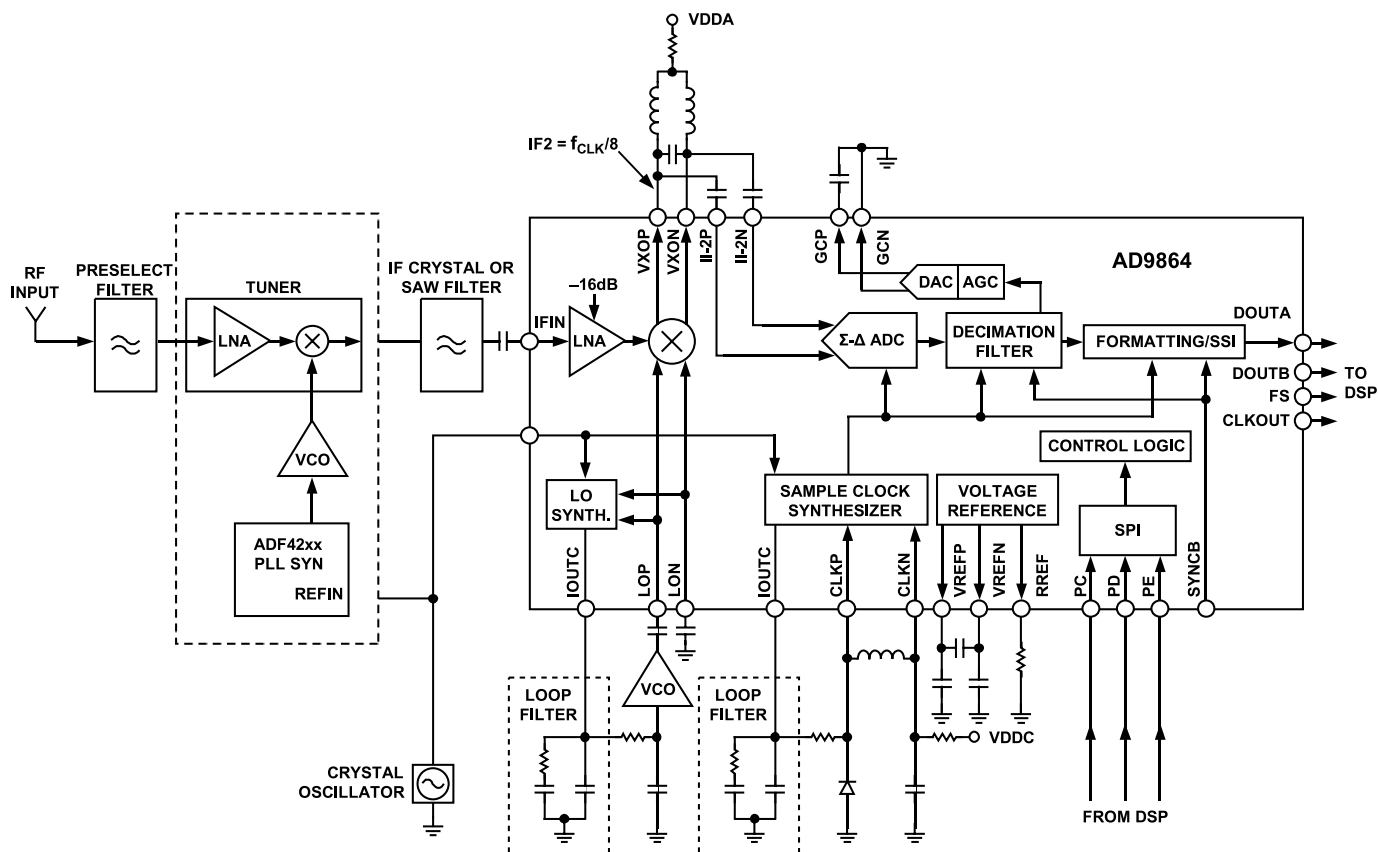 VDDA
IF2 = fCLK/8
VXOP
VXON
II-2P
II-2N
GCP
GCN
AD9864
RF
INPUT
PRESELECT
FILTER
TUNER
LNA
IF CRYSTAL OR
SAW FILTER
IFIN
–16dB
LNA
DAC
AGC
Σ-Δ ADC
DECIMATION
FILTER
FORMATTING/SSI
DOUTA
DOUTB
FS
CLKOUT
TO
DSP
VCO
ADF42xx
PLL SYN
REFIN
LO
SYNTH.
SAMPLE CLOCK
SYNTHESIZER
VOLTAGE
REFERENCE
CONTROL LOGIC
SPI
IOUTC
LOP
LON
IOUTC
CLKP
CLKN
VREFP
VREFN
RREF
PC
PD
PE
SYNCB
LOOP
FILTER
VCO
LOOP
FILTER
VDDC
CRYSTAL
OSCILLATOR
FROM DSP